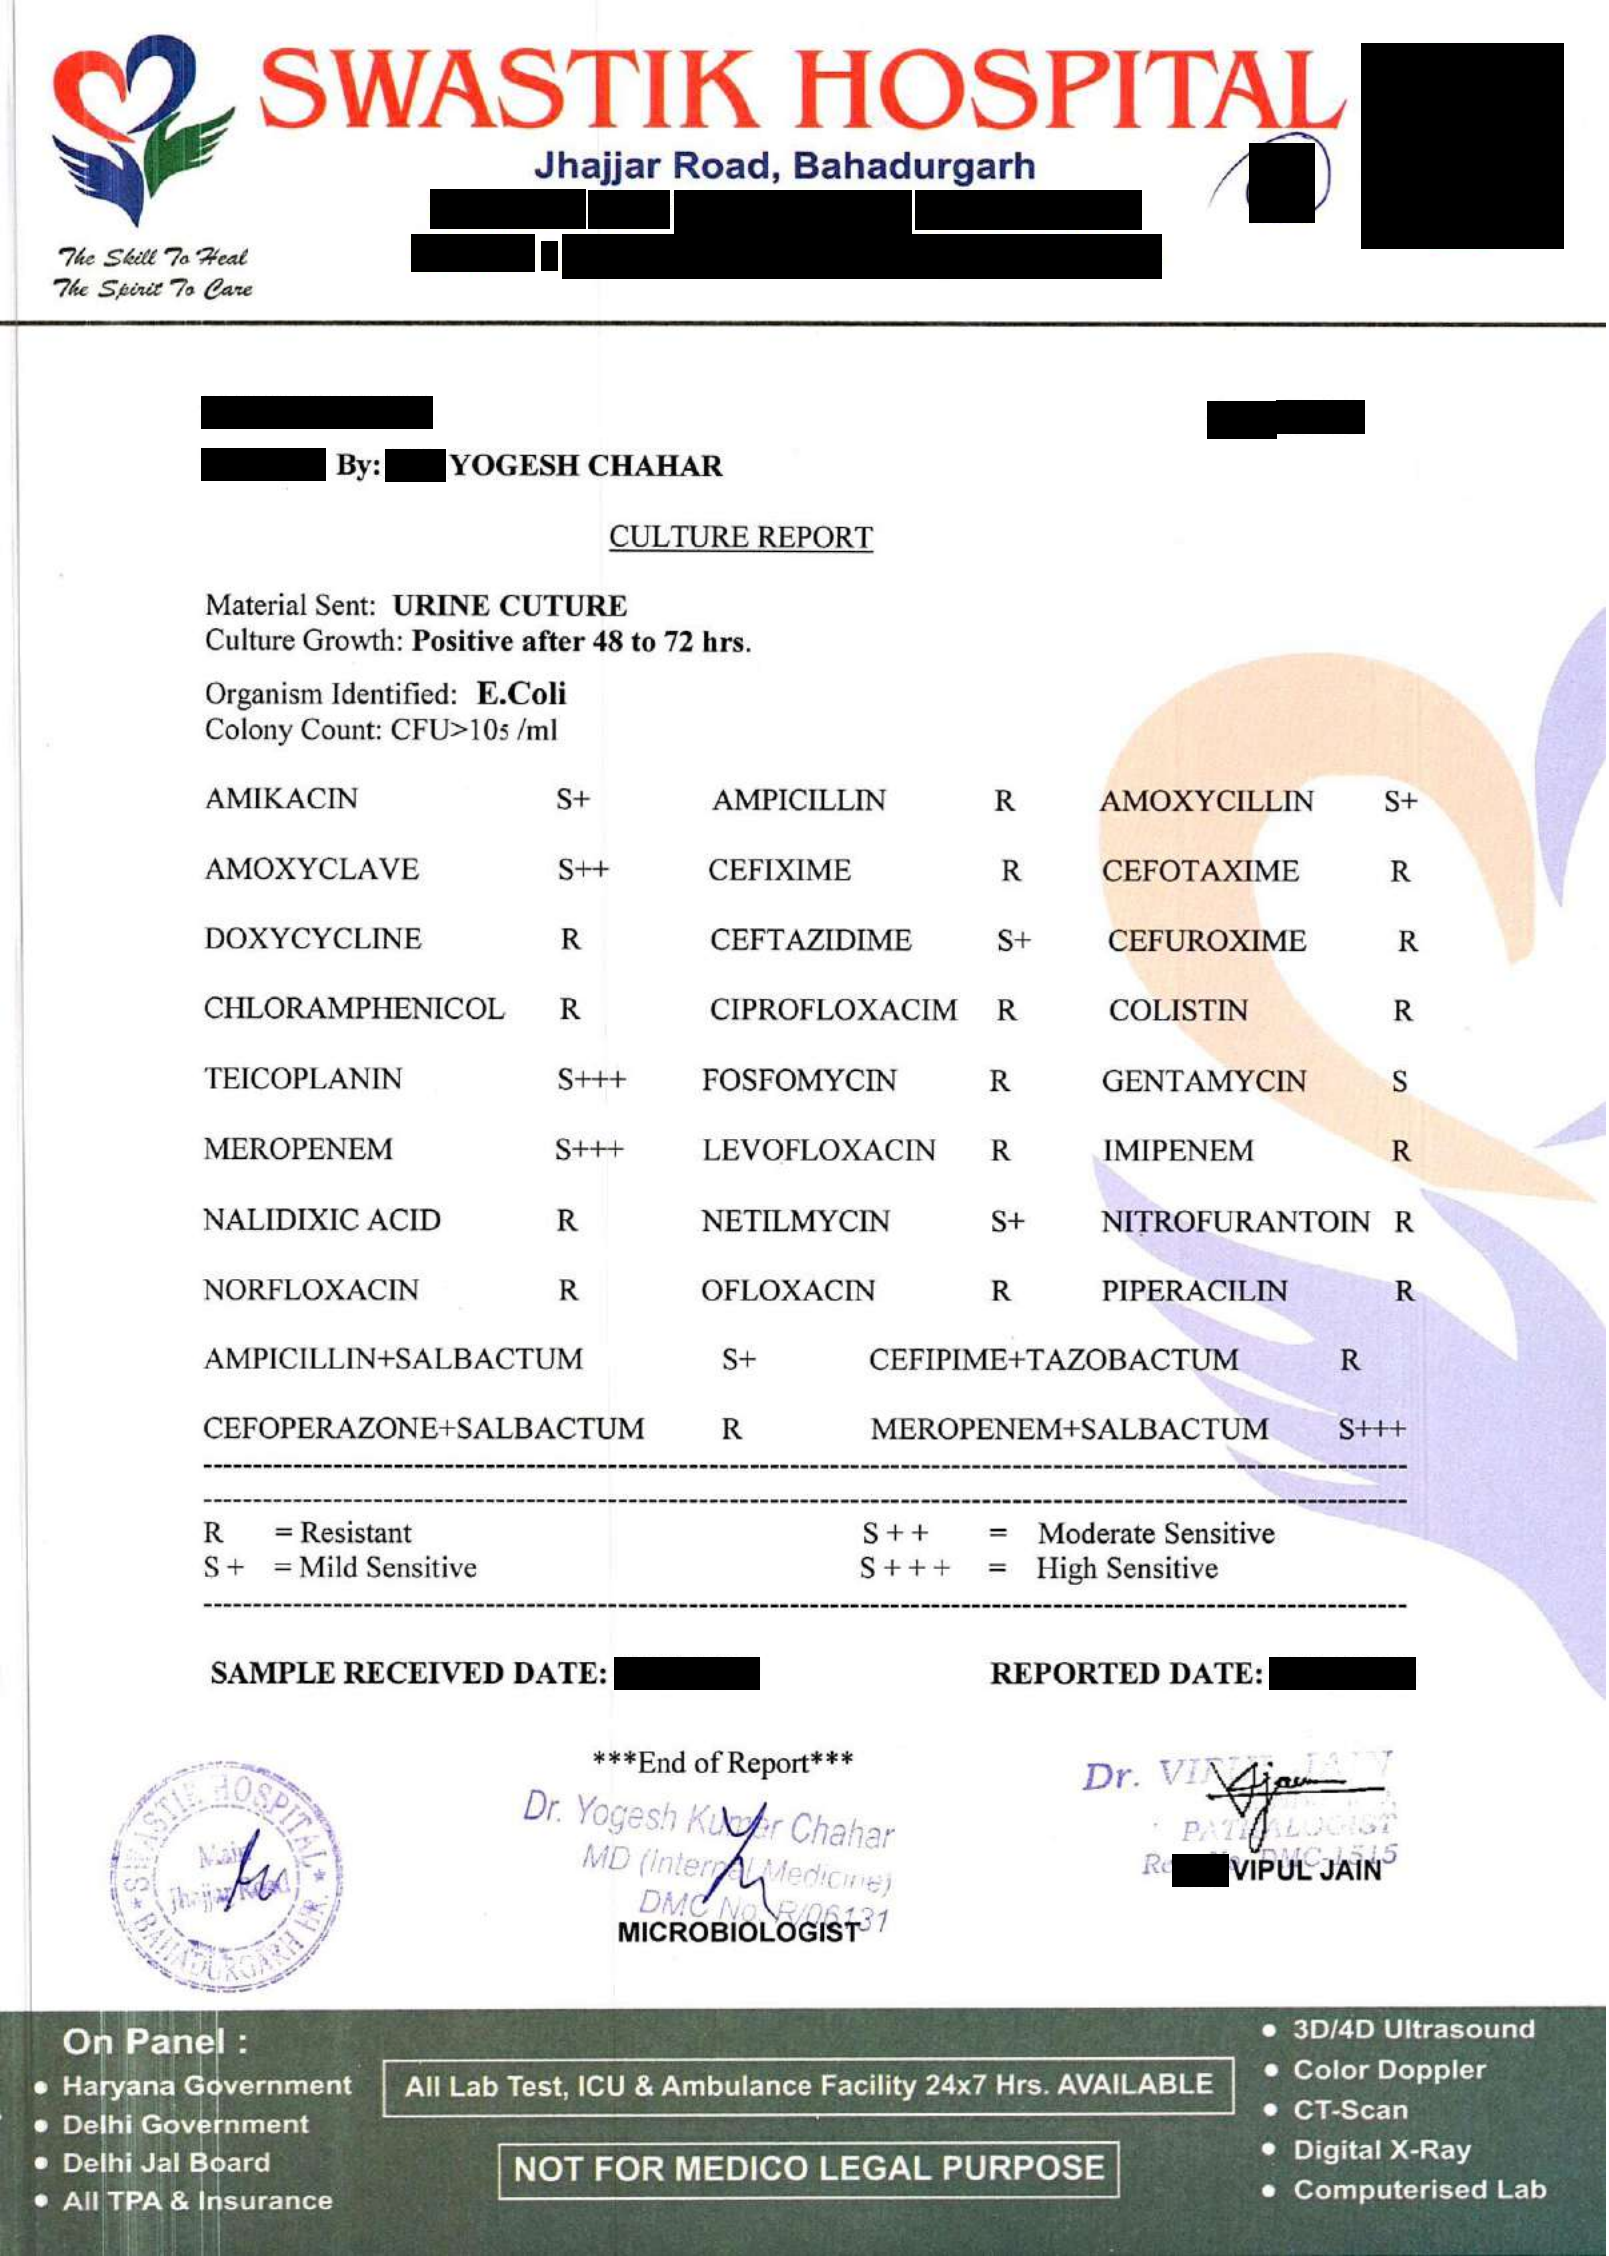 SWASTIK HOSPITAL
Jhajjar Road, Bahadurgarh
The Skill To Heal
The Spirit To Care
By: YOGESH CHAHAR
CULTURE REPORT
Material Sent: URINE CUTURE
Culture Growth: Positive after 48 to 72 hrs.
Organism Identified: E.Coli
Colony Count: CFU>105 /ml
AMIKACIN S+ AMPICILLIN R AMOXYCILLIN S+
AMOXYCLAVE S++ CEFIXIME R CEFOTAXIME R
DOXYCYCLINE R CEFTAZIDIME S+ CEFUROXIME R
CHLORAMPHENICOL R CIPROFLOXACIM R COLISTIN R
TEICOPLANIN S+++ FOSFOMYCIN R GENTAMYCIN S
MEROPENEM S+++ LEVOFLOXACIN R IMIPENEM R
NALIDIXIC ACID R NETILMYCIN S+ NITROFURANTOIN R
NORFLOXACIN R OFLOXACIN R PIPERACILIN R
AMPICILLIN+SALBACTUM S+ CEFIPIME+TAZOBACTUM R
CEFOPERAZONE+SALBACTUM R MEROPENEM+SALBACTUM S+++
R = Resistant S++ = Moderate Sensitive
S+ = Mild Sensitive S+++ = High Sensitive
SAMPLE RECEIVED DATE: REPORTED DATE:
***End of Report***
Dr. Yogesh Kumar Chahar
MD (Internal Medicine)
DMC No. R/06131
MICROBIOLOGIST
Dr. VIPUL JAIN
PATHALOGIST
DMC-1515
VIPUL JAIN
SWASTIK HOSPITAL
Main
Jhajjar Road
BAHADURGARH HR.
On Panel :
• Haryana Government
• Delhi Government
• Delhi Jal Board
• All TPA & Insurance
All Lab Test, ICU & Ambulance Facility 24x7 Hrs. AVAILABLE
NOT FOR MEDICO LEGAL PURPOSE
• 3D/4D Ultrasound
• Color Doppler
• CT-Scan
• Digital X-Ray
• Computerised Lab